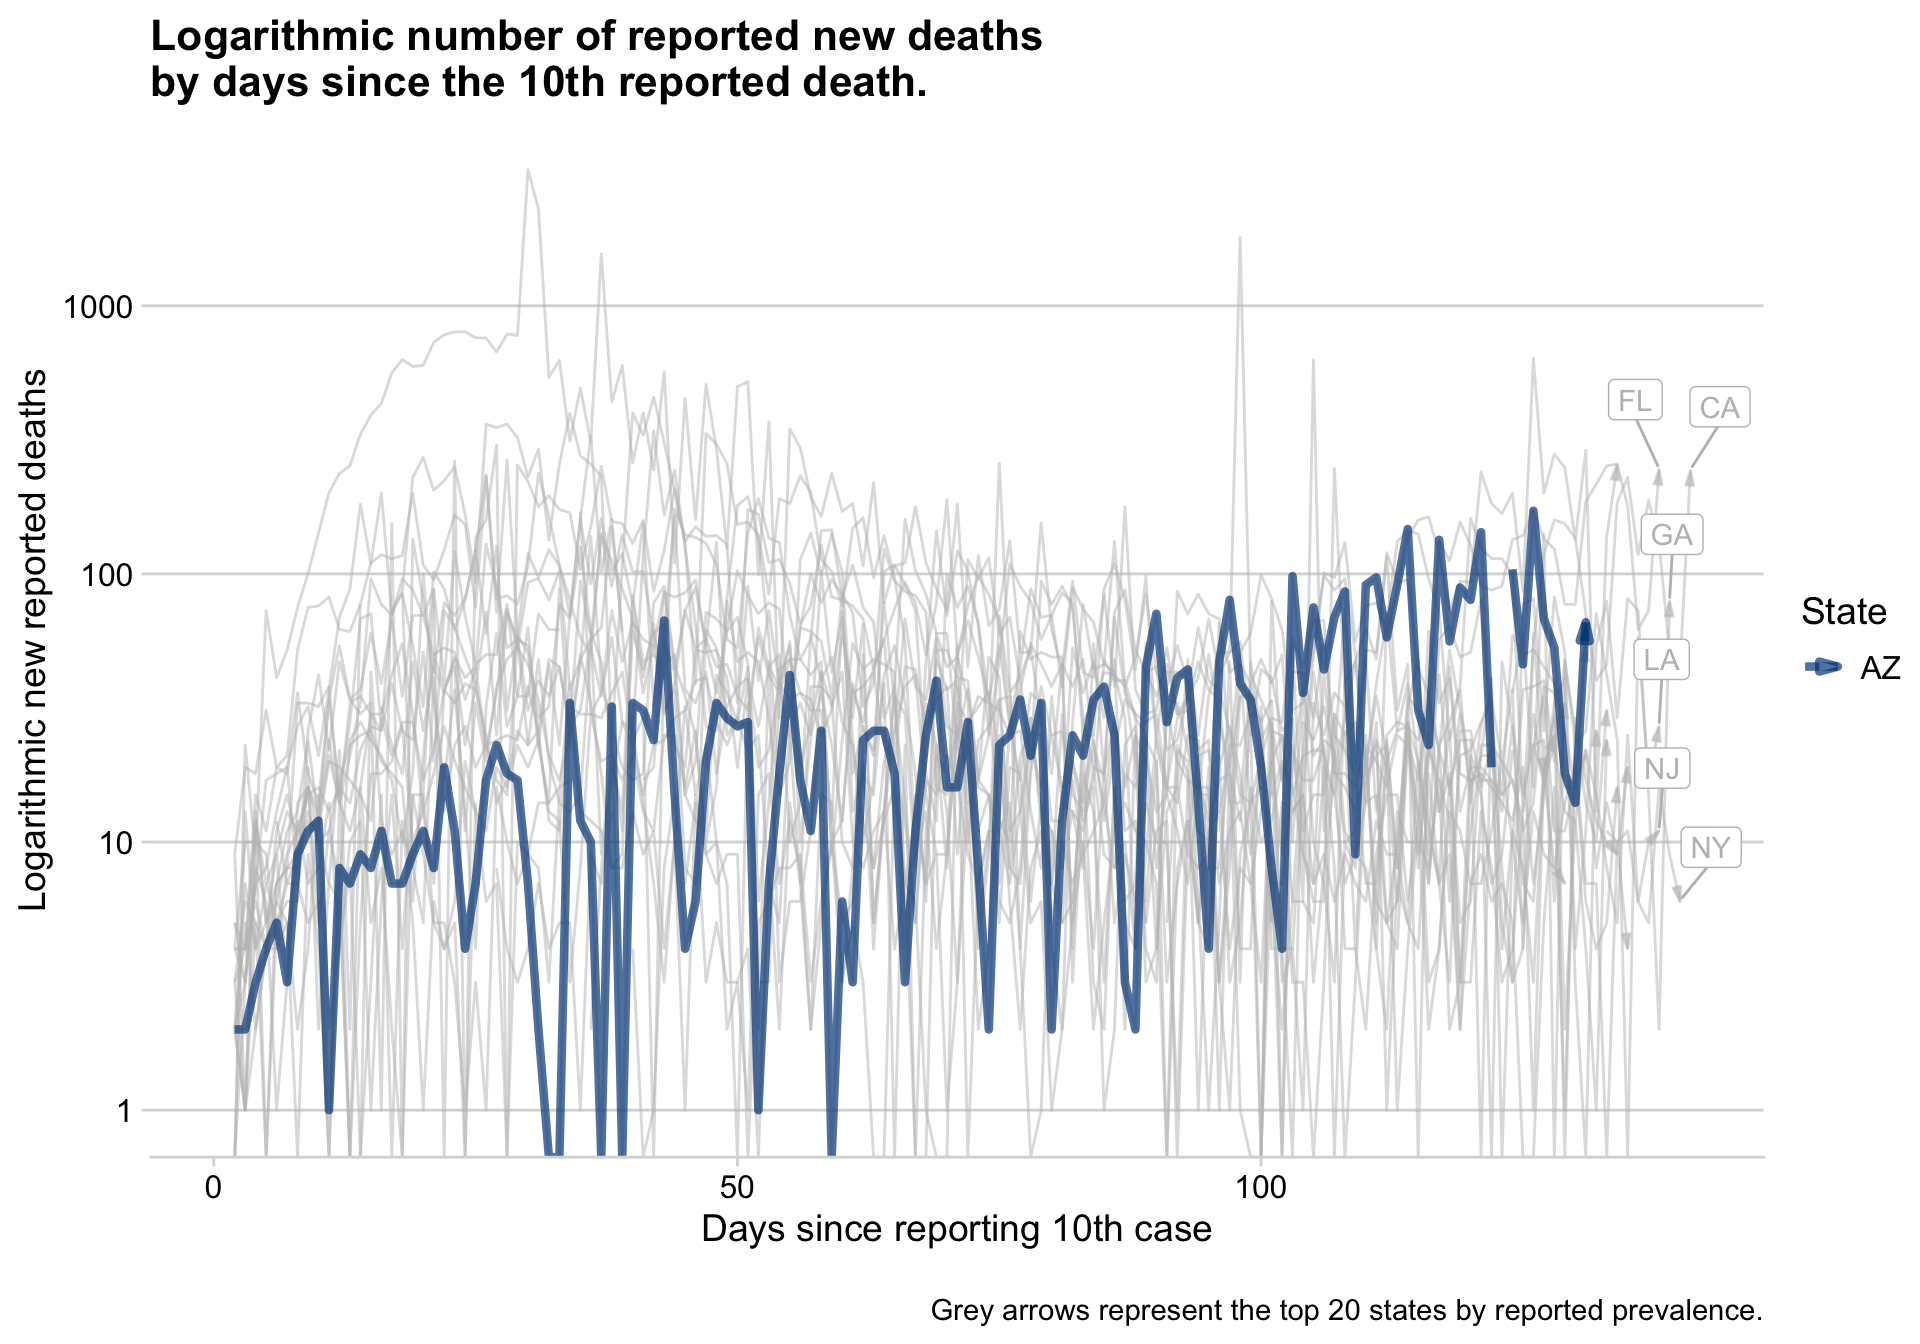 Logarithmic number of reported new deaths
by days since the 10th reported death.
Logarithmic new reported deaths
1000
100
10
1
FL
CA
GA
LA
NJ
NY
State
AZ
0
50
100
Days since reporting 10th case
Grey arrows represent the top 20 states by reported prevalence.